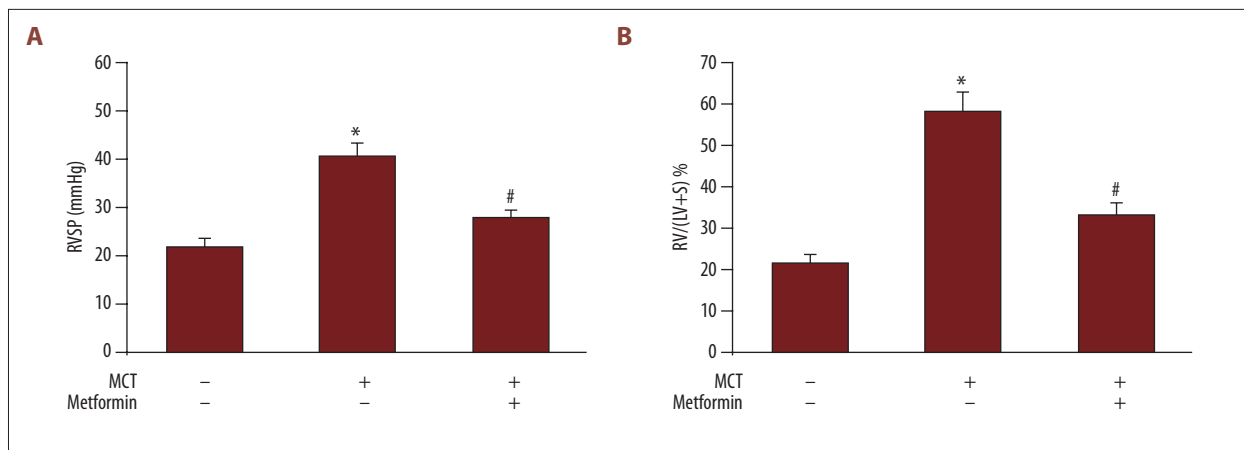 A
60
50
40
30
20
10
0
RVSP (mmHg)
*
#
MCT – + +
Metformin – – +
B
70
60
50
40
30
20
10
0
RV/(LV+S) %
*
#
MCT – + +
Metformin – – +